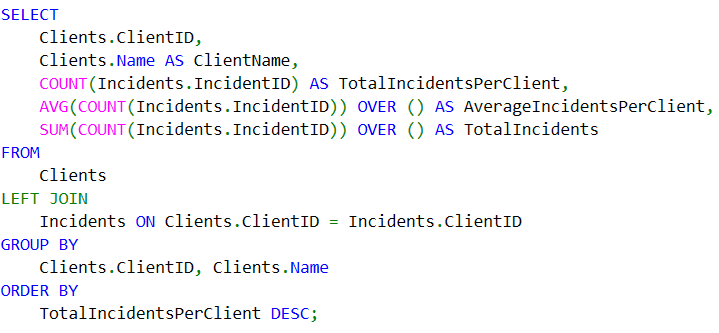 SELECT
Clients.ClientID,
Clients.Name AS ClientName,
COUNT(Incidents.IncidentID) AS TotalIncidentsPerClient,
AVG(COUNT(Incidents.IncidentID)) OVER () AS AverageIncidentsPerClient,
SUM(COUNT(Incidents.IncidentID)) OVER () AS TotalIncidents
FROM
Clients
LEFT JOIN
Incidents ON Clients.ClientID = Incidents.ClientID
GROUP BY
Clients.ClientID, Clients.Name
ORDER BY
TotalIncidentsPerClient DESC;